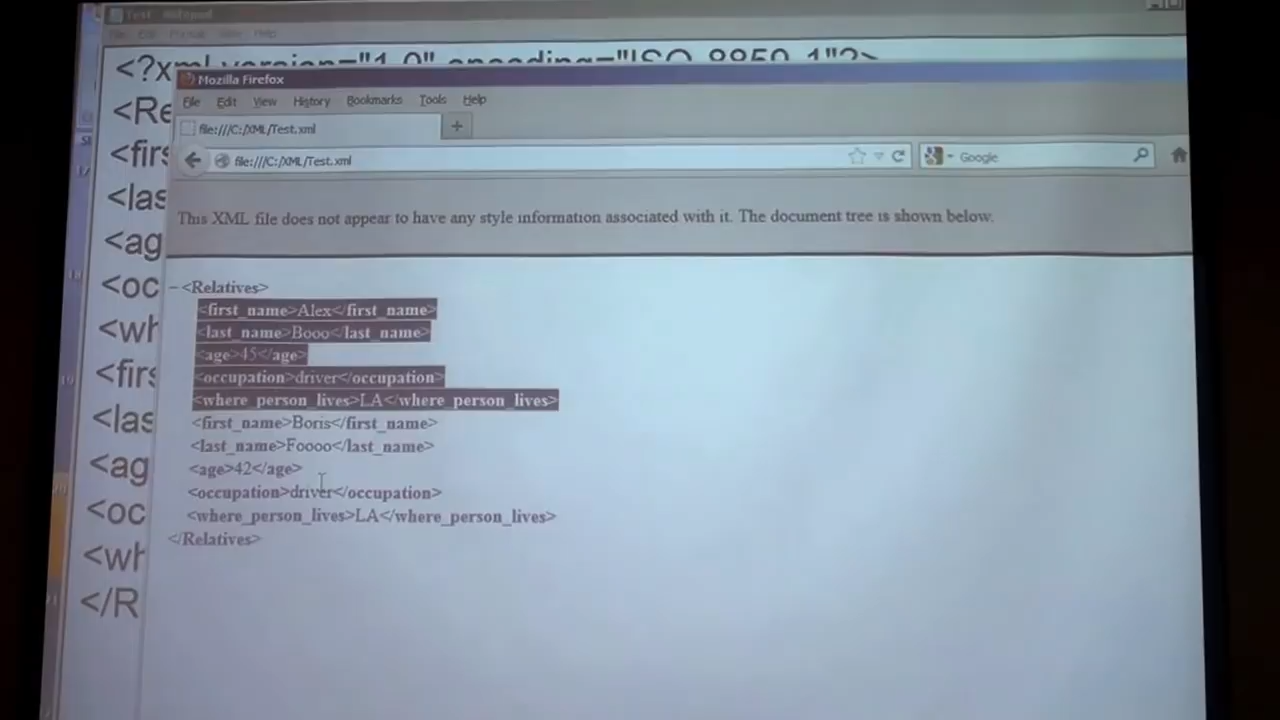 Test - Notepad
Help
<?xml version="1.0" encoding="ISO-8859-1"?>
<Re
<firs
<las
<ag
<oc
<wh
<firs
<las
<ag
<oc
<wh
</R
Mozilla Firefox
File Edit View History Bookmarks Tools Help
file:///C:/XML/Test.xml
+
file:///C:/XML/Test.xml
Google
This XML file does not appear to have any style information associated with it. The document tree is shown below.
-<Relatives>
<first_name>Alex</first_name>
<last_name>Booo</last_name>
<age>45</age>
<occupation>driver</occupation>
<where_person_lives>LA</where_person_lives>
<first_name>Boris</first_name>
<last_name>Foooo</last_name>
<age>42</age>
<occupation>driver</occupation>
<where_person_lives>LA</where_person_lives>
</Relatives>